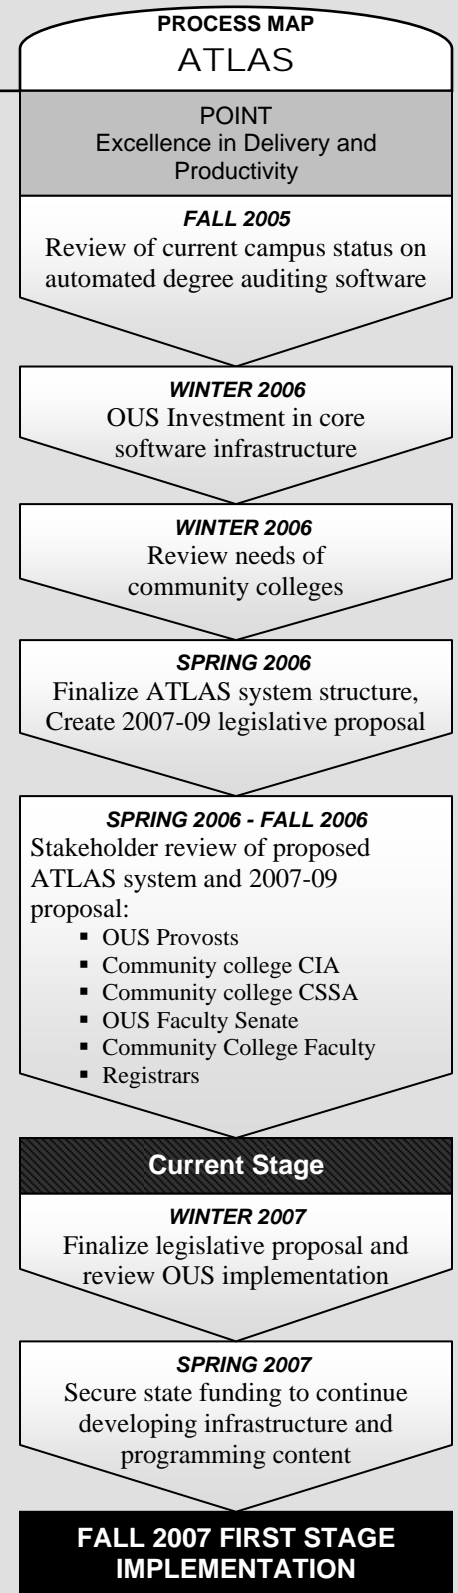 PROCESS MAP
ATLAS
POINT
Excellence in Delivery and
Productivity
FALL 2005
Review of current campus status on
automated degree auditing software
WINTER 2006
OUS Investment in core
software infrastructure
WINTER 2006
Review needs of
community colleges
SPRING 2006
Finalize ATLAS system structure,
Create 2007-09 legislative proposal
SPRING 2006 - FALL 2006
Stakeholder review of proposed
ATLAS system and 2007-09
proposal:
▪ OUS Provosts
▪ Community college CIA
▪ Community college CSSA
▪ OUS Faculty Senate
▪ Community College Faculty
▪ Registrars
Current Stage
WINTER 2007
Finalize legislative proposal and
review OUS implementation
SPRING 2007
Secure state funding to continue
developing infrastructure and
programming content
FALL 2007 FIRST STAGE
IMPLEMENTATION